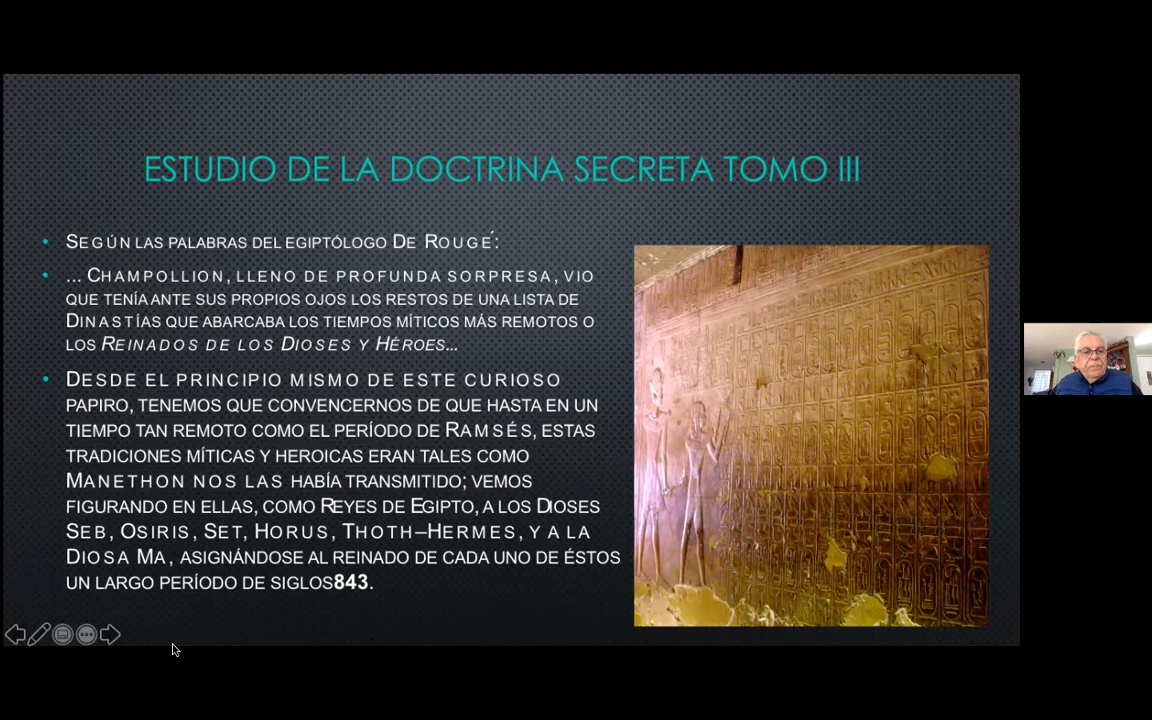 ESTUDIO DE LA DOCTRINA SECRETA TOMO III
• SEGÚN LAS PALABRAS DEL EGIPTÓLOGO DE ROUGÉ:
• ... CHAMPOLLION, LLENO DE PROFUNDA SORPRESA, VIO
QUE TENÍA ANTE SUS PROPIOS OJOS LOS RESTOS DE UNA LISTA DE
DINASTÍAS QUE ABARCABA LOS TIEMPOS MÍTICOS MÁS REMOTOS O
LOS REINADOS DE LOS DIOSES Y HÉROES...
• DESDE EL PRINCIPIO MISMO DE ESTE CURIOSO
PAPIRO, TENEMOS QUE CONVENCERNOS DE QUE HASTA EN UN
TIEMPO TAN REMOTO COMO EL PERÍODO DE RAMSÉS, ESTAS
TRADICIONES MÍTICAS Y HEROICAS ERAN TALES COMO
MANETHON NOS LAS HABÍA TRANSMITIDO; VEMOS
FIGURANDO EN ELLAS, COMO REYES DE EGIPTO, A LOS DIOSES
SEB, OSIRIS, SET, HORUS, THOTH–HERMES, Y A LA
DIOSA MA, ASIGNÁNDOSE AL REINADO DE CADA UNO DE ÉSTOS
UN LARGO PERÍODO DE SIGLOS843.